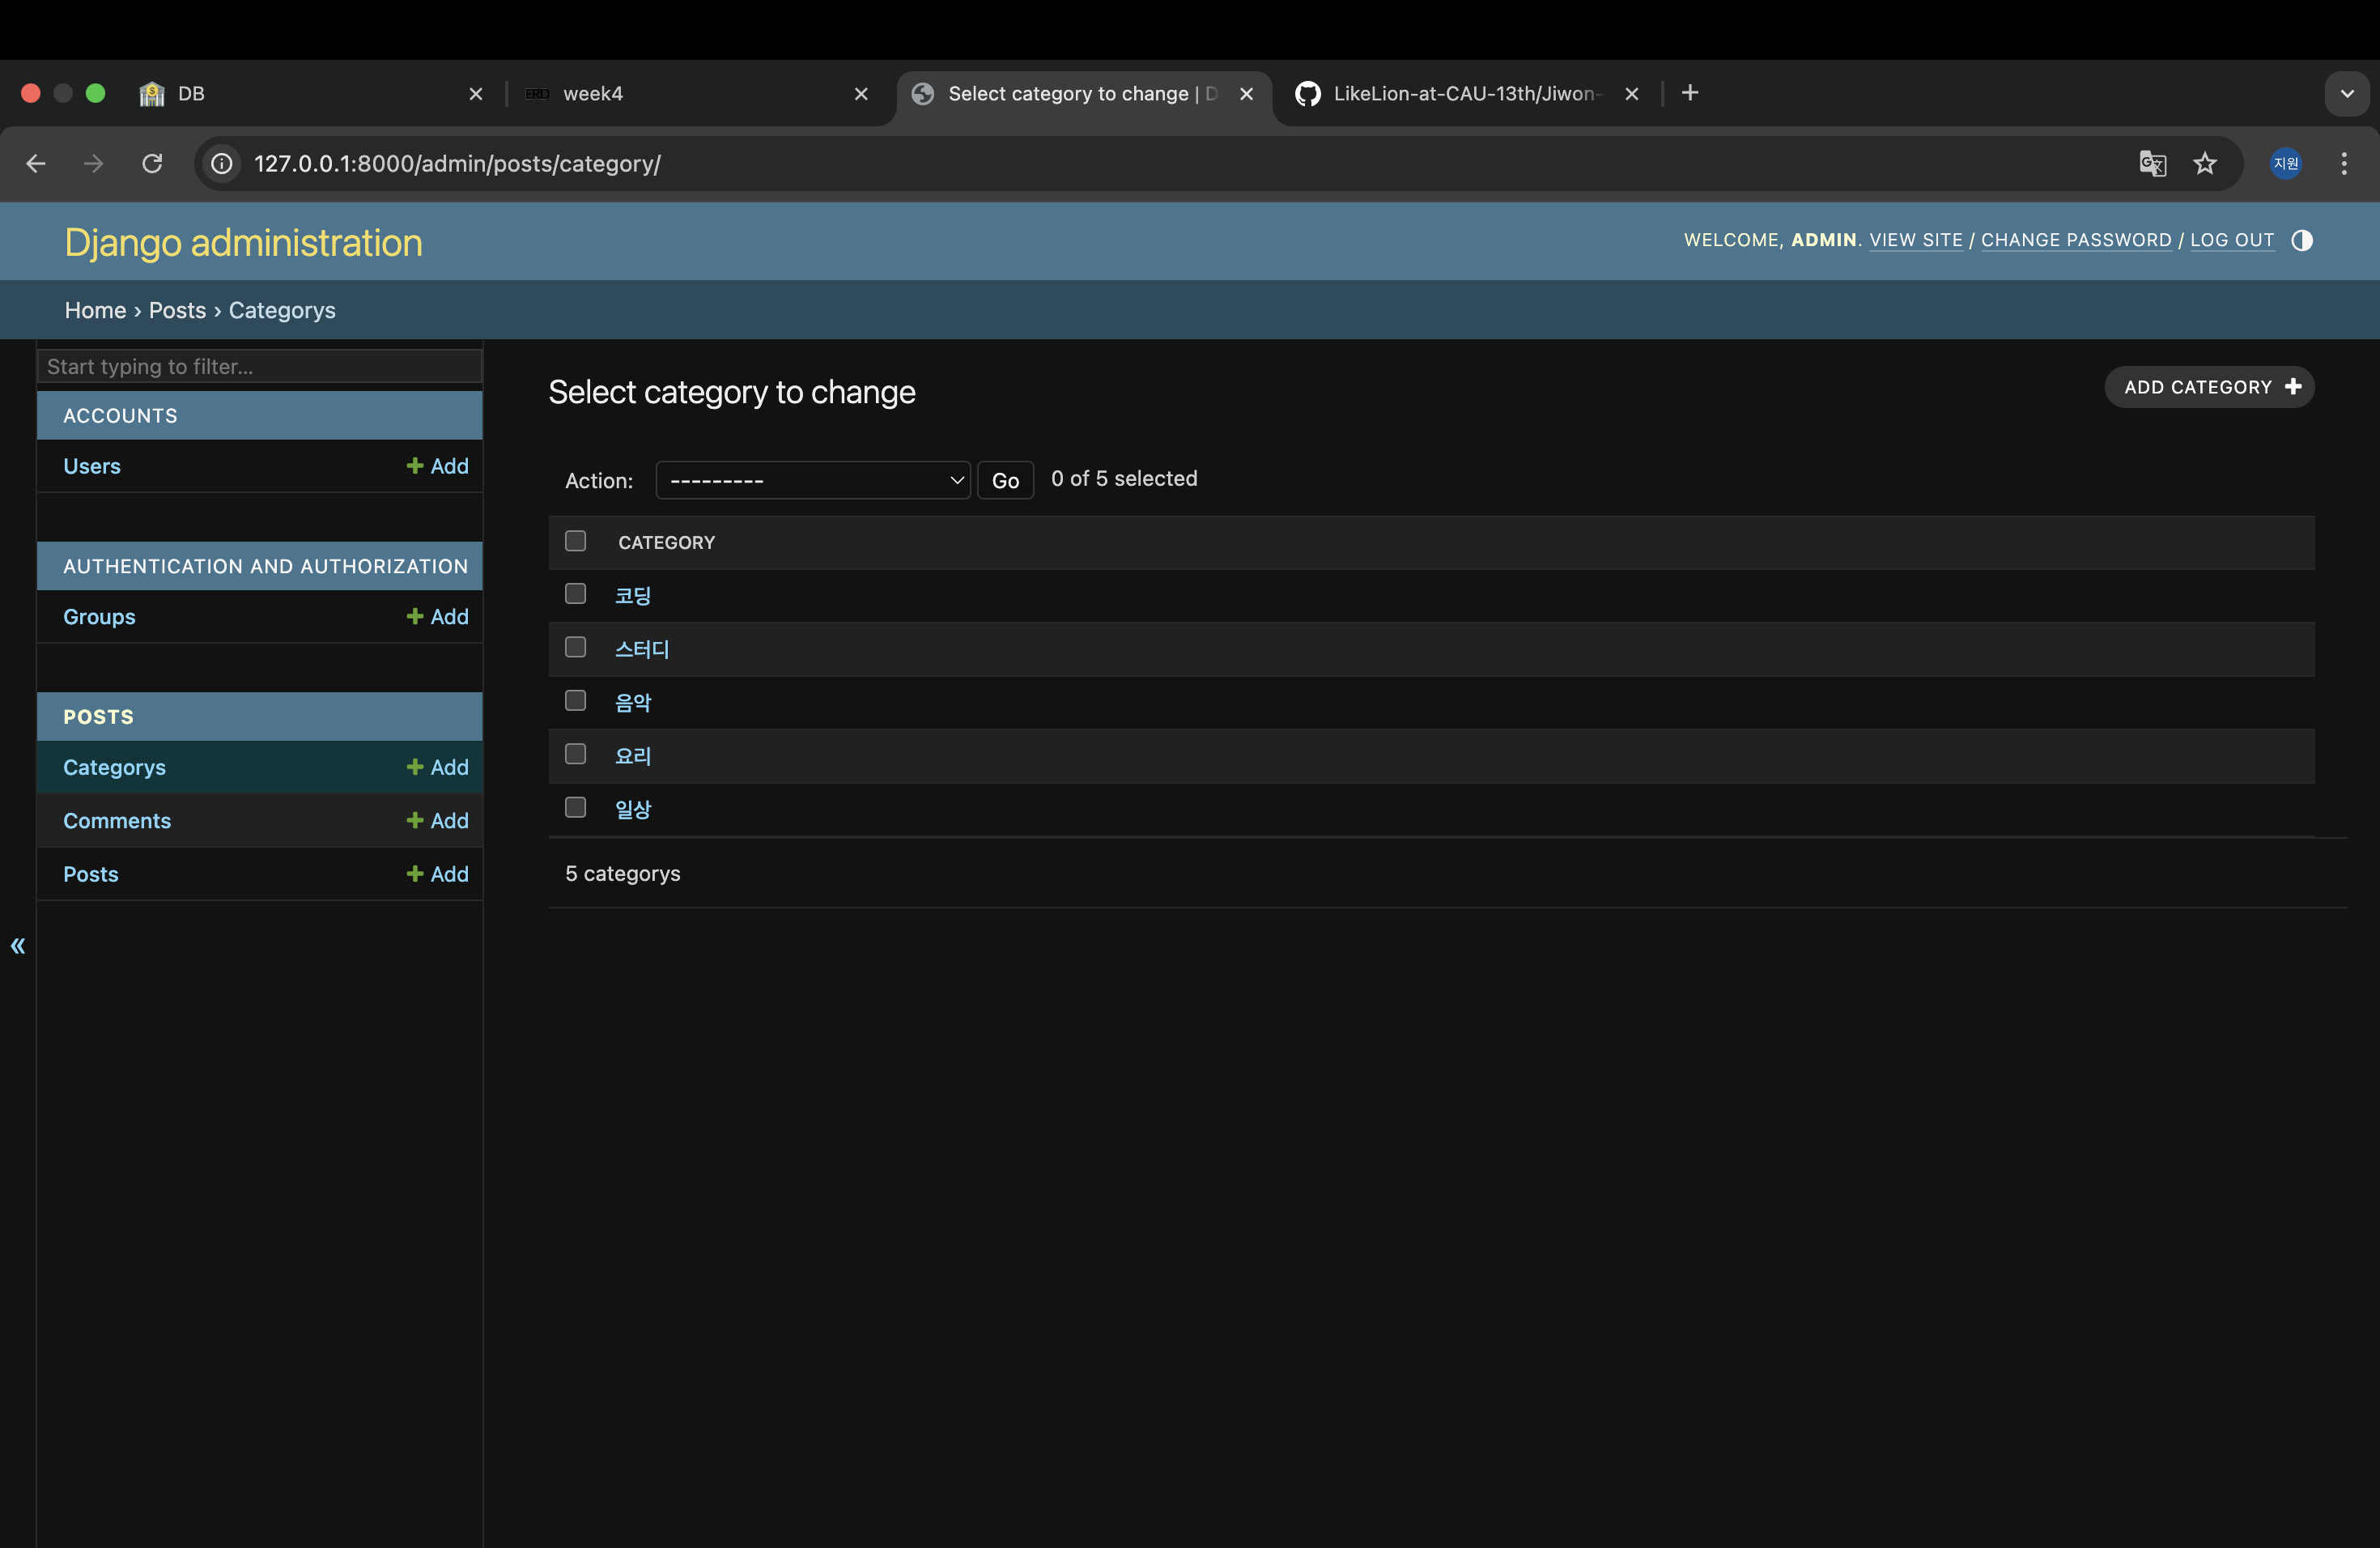 DB
ERD week4
Select category to change | D
LikeLion-at-CAU-13th/Jiwon-
127.0.0.1:8000/admin/posts/category/
지원
Django administration
WELCOME, ADMIN. VIEW SITE / CHANGE PASSWORD / LOG OUT
Home › Posts › Categorys
Start typing to filter...
ACCOUNTS
Users + Add
AUTHENTICATION AND AUTHORIZATION
Groups + Add
POSTS
Categorys + Add
Comments + Add
Posts + Add
«
Select category to change
ADD CATEGORY +
Action: --------- Go 0 of 5 selected
CATEGORY
코딩
스터디
음악
요리
일상
5 categorys